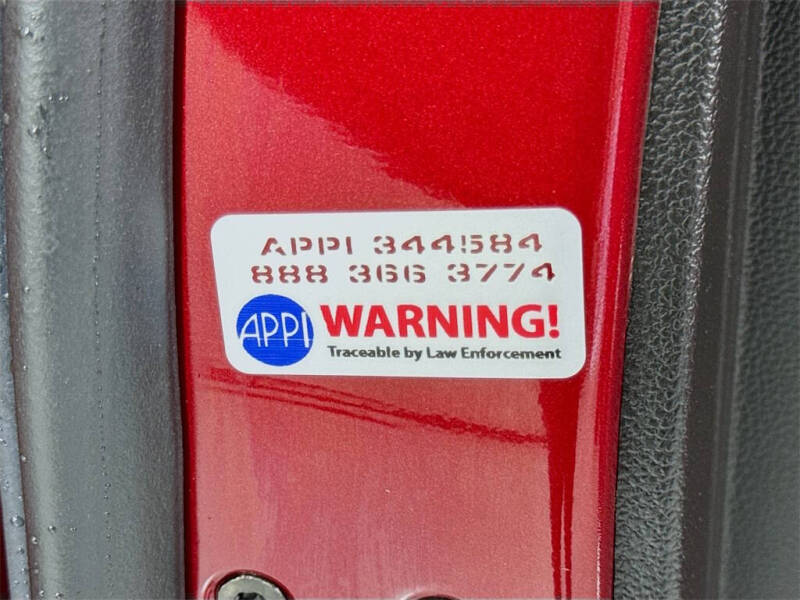 APPI 344584
888 366 3774
APPI WARNING!
Traceable by Law Enforcement